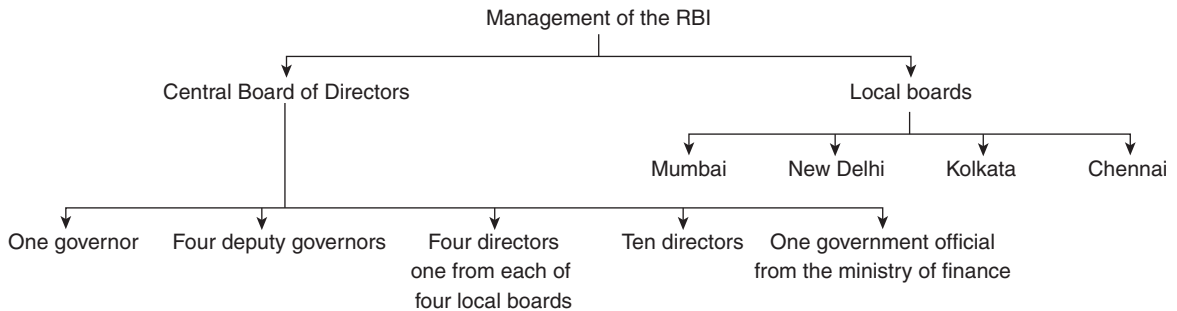 Management of the RBI
Central Board of Directors
Local boards
Mumbai
New Delhi
Kolkata
Chennai
One governor
Four deputy governors
Four directors
one from each of
four local boards
Ten directors
One government official
from the ministry of finance